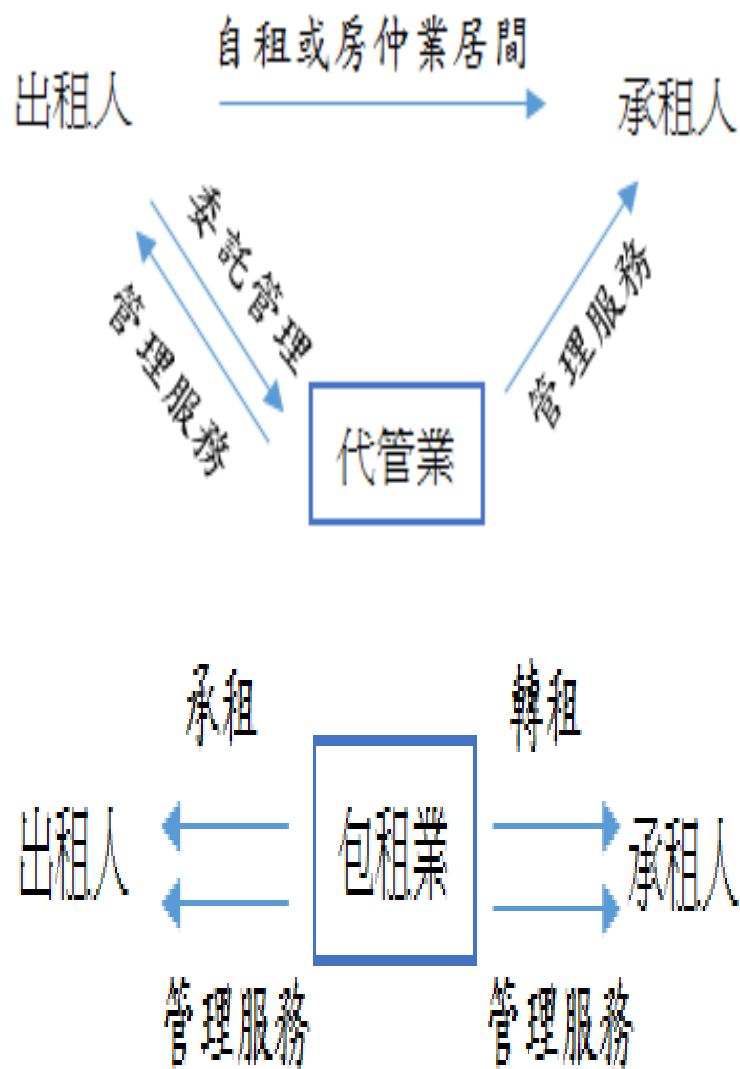 自租或房仲業居間
出租人
承租人
委託管理
管理服務
管理服務
代管業
承租
轉租
出租人
包租業
承租人
管理服務
管理服務